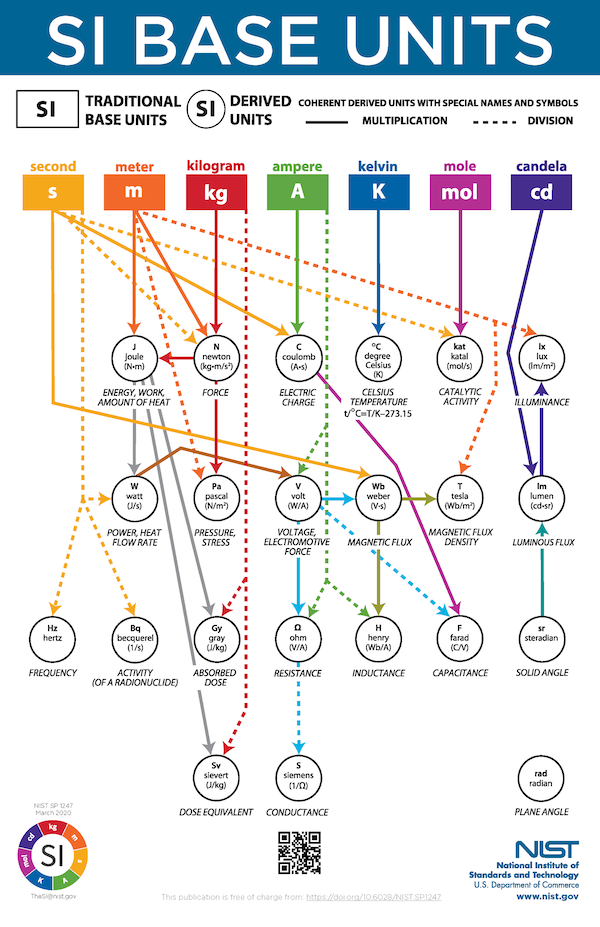 SI BASE UNITS
SI
TRADITIONAL
BASE UNITS
SI
DERIVED
UNITS
COHERENT DERIVED UNITS WITH SPECIAL NAMES AND SYMBOLS
MULTIPLICATION
DIVISION
second
meter
kilogram
ampere
kelvin
mole
candela
s
m
kg
A
K
mol
cd
J
Joule
(N•m)
ENERGY, WORK,
AMOUNT OF HEAT
N
newton
(kg•m/s²)
FORCE
C
coulomb
(A•s)
ELECTRIC
CHARGE
°C
degree
Celsius
(K)
CELSIUS
TEMPERATURE
t/°C=T/K–273.15
kat
katal
(mol/s)
CATALYTIC
ACTIVITY
lx
lux
(lm/m²)
ILLUMINANCE
W
watt
(J/s)
POWER, HEAT
FLOW RATE
Pa
pascal
(N/m²)
PRESSURE,
STRESS
V
volt
(W/A)
VOLTAGE,
ELECTROMOTIVE
FORCE
Wb
weber
(V•s)
MAGNETIC FLUX
T
tesla
(Wb/m²)
MAGNETIC FLUX
DENSITY
lm
lumen
(cd•sr)
LUMINOUS FLUX
Hz
hertz
FREQUENCY
Bq
becquerel
(1/s)
ACTIVITY
(OF A RADIONUCLIDE)
Gy
gray
(J/kg)
ABSORBED
DOSE
Ω
ohm
(V/A)
RESISTANCE
H
henry
(Wb/A)
INDUCTANCE
F
farad
(C/V)
CAPACITANCE
sr
steradian
SOLID ANGLE
Sv
sievert
(J/kg)
DOSE EQUIVALENT
S
siemens
(1/Ω)
CONDUCTANCE
rad
radian
PLANE ANGLE
NIST SP 1247
March 2020
kg
m
s
A
K
mol
cd
SI
TheSI@nist.gov
This publication is free of charge from: https://doi.org/10.6028/NIST.SP.1247
NIST
National Institute of
Standards and Technology
U.S. Department of Commerce
www.nist.gov